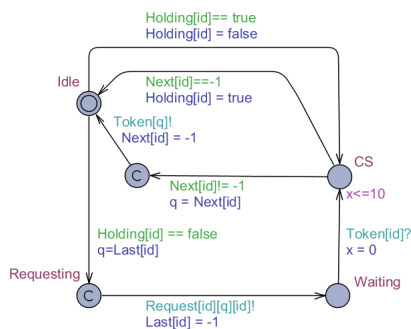 Holding[id]== true
Holding[id] = false
Idle
Next[id]==-1
Holding[id] = true
Token[q]!
Next[id] = -1
C
CS
x<=10
Next[id]!= -1
q = Next[id]
Holding[id] == false
q=Last[id]
Token[id]?
x = 0
Requesting
C
Waiting
Request[id][q][id]!
Last[id] = -1